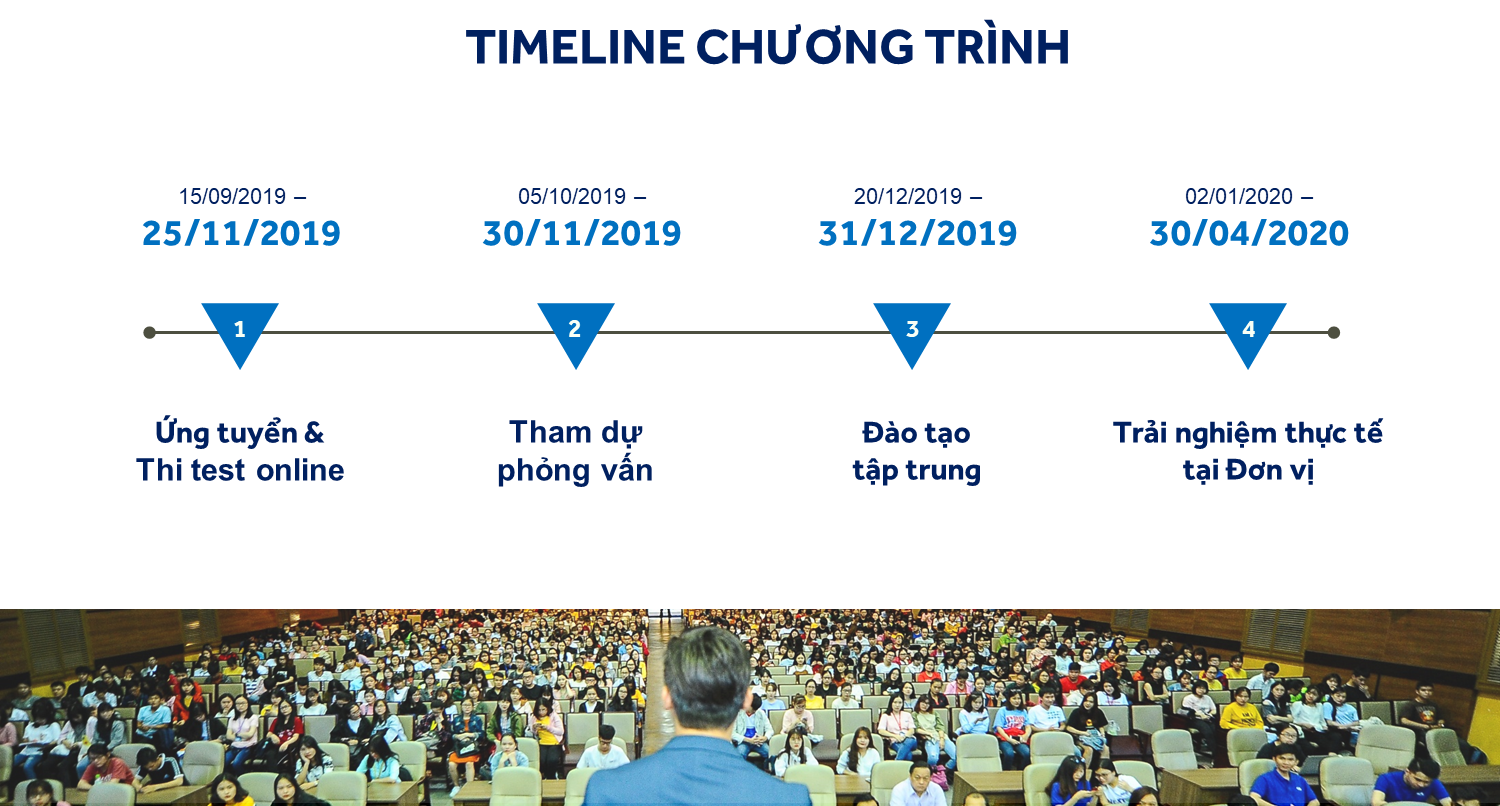 TIMELINE CHƯƠNG TRÌNH
15/09/2019 –
25/11/2019
05/10/2019 –
30/11/2019
20/12/2019 –
31/12/2019
02/01/2020 –
30/04/2020
1
2
3
4
Ứng tuyển &
Thi test online
Tham dự
phỏng vấn
Đào tạo
tập trung
Trải nghiệm thực tế
tại Đơn vị